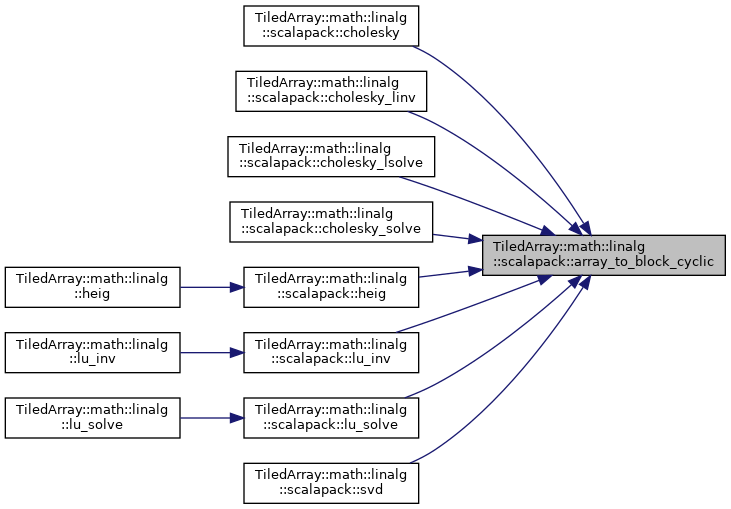 TiledArray::math::linalg
::scalapack::cholesky
TiledArray::math::linalg
::scalapack::cholesky_linv
TiledArray::math::linalg
::scalapack::cholesky_lsolve
TiledArray::math::linalg
::scalapack::cholesky_solve
TiledArray::math::linalg
::scalapack::array_to_block_cyclic
TiledArray::math::linalg
::heig
TiledArray::math::linalg
::scalapack::heig
TiledArray::math::linalg
::lu_inv
TiledArray::math::linalg
::scalapack::lu_inv
TiledArray::math::linalg
::lu_solve
TiledArray::math::linalg
::scalapack::lu_solve
TiledArray::math::linalg
::scalapack::svd